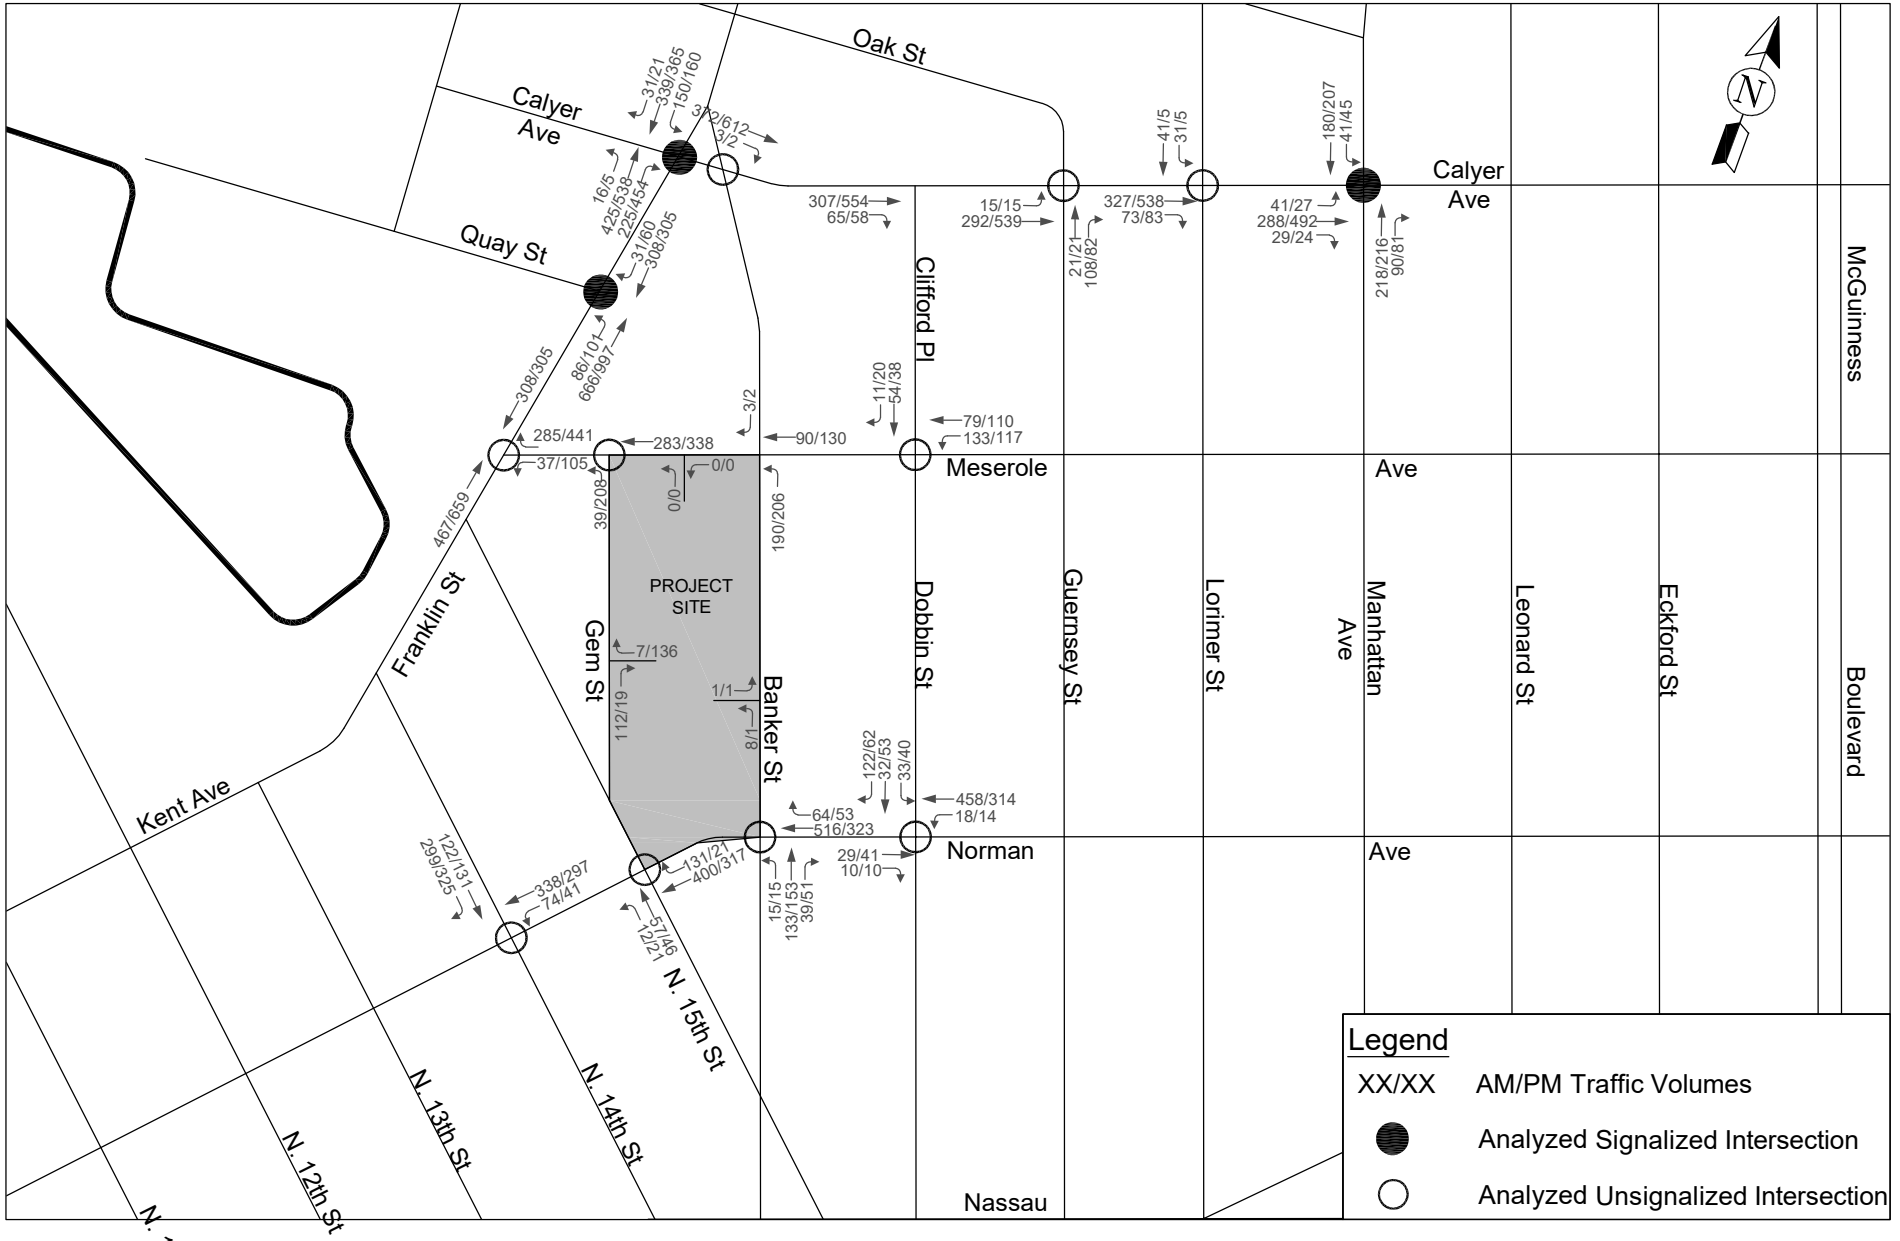 Oak St
Calyer
Ave
31/21
339/365
150/160
372/612
3/2
16/5
425/538
225/454
Quay St
31/60
308/305
86/101
666/997
308/305
307/554
65/58
15/15
292/539
21/21
108/82
41/5
31/5
327/538
73/83
180/207
41/45
41/27
288/492
29/24
218/216
90/81
Calyer
Ave
McGuinness
Clifford Pl
11/20
54/38
79/110
133/117
3/2
90/130
285/441
37/105
283/338
0/0
0/0
39/208
190/206
467/659
Meserole
Ave
PROJECT
SITE
Franklin St
Gem St
7/136
112/19
1/1
8/1
Banker St
Dobbin St
Guernsey St
Lorimer St
Manhattan
Ave
Leonard St
Eckford St
Boulevard
Kent Ave
122/131
299/325
338/297
74/41
131/21
400/317
57/46
12/21
64/53
516/323
15/15
133/153
39/51
122/62
32/53
33/40
458/314
18/14
29/41
10/10
Norman
Ave
N. 15th St
N. 14th St
N. 13th St
N. 12th St
N.
Nassau
N
Legend
XX/XX AM/PM Traffic Volumes
Analyzed Signalized Intersection
Analyzed Unsignalized Intersection